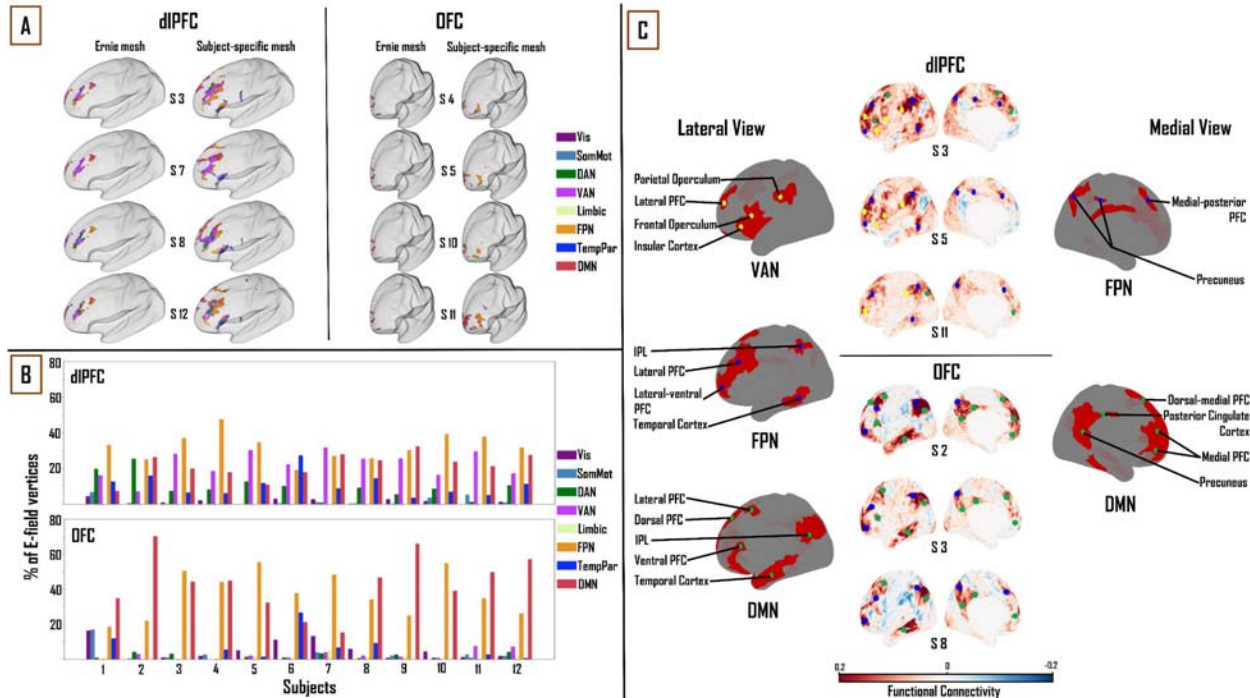 A
dlPFC
Ernie mesh
Subject-specific mesh
S 3
S 7
S 8
S 12
OFC
Ernie mesh
Subject-specific mesh
S 4
S 5
S 10
S 11
Vis
SomMot
DAN
VAN
Limbic
FPN
TempPar
DMN
B
% of E-field vertices
80
dlPFC
60
40
20
Vis
SomMot
DAN
VAN
Limbic
FPN
TempPar
DMN
80
OFC
60
40
20
1 2 3 4 5 6 7 8 9 10 11 12
Subjects
C
dlPFC
Lateral View
Medial View
S 3
S 5
S 11
Parietal Operculum
Lateral PFC
Frontal Operculum
Insular Cortex
VAN
Medial-posterior
PFC
Precuneus
FPN
IPL
Lateral PFC
Lateral-ventral
PFC
Temporal Cortex
FPN
OFC
S 2
S 3
S 8
Dorsal-medial PFC
Posterior Cingulate
Cortex
Medial PFC
Precuneus
DMN
Lateral PFC
Dorsal PFC
IPL
Ventral PFC
Temporal Cortex
DMN
0.2 0 -0.2
Functional Connectivity